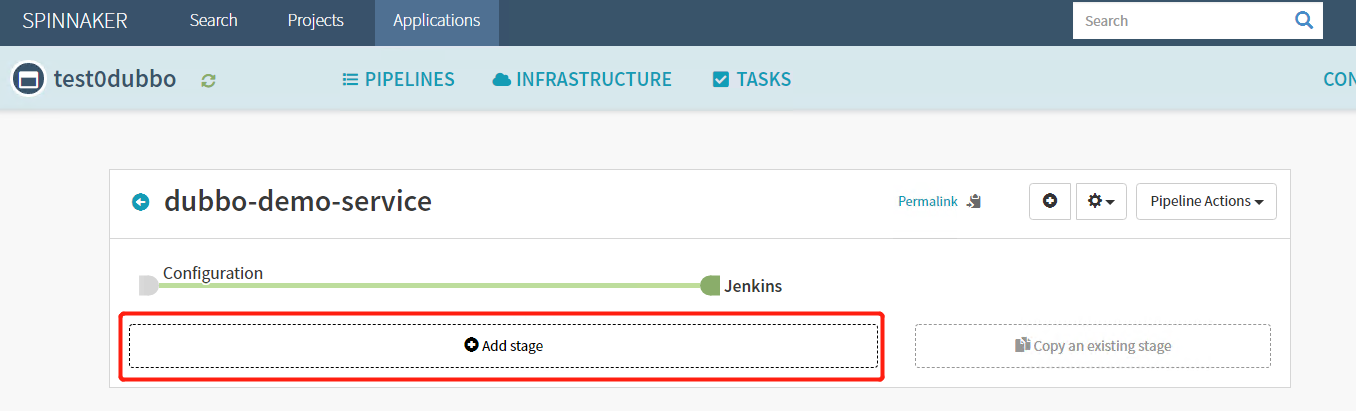 SPINNAKER Search Projects Applications Search
test0dubbo PIPELINES INFRASTRUCTURE TASKS CON
dubbo-demo-service Permalink Pipeline Actions
Configuration
Jenkins
Add stage Copy an existing stage